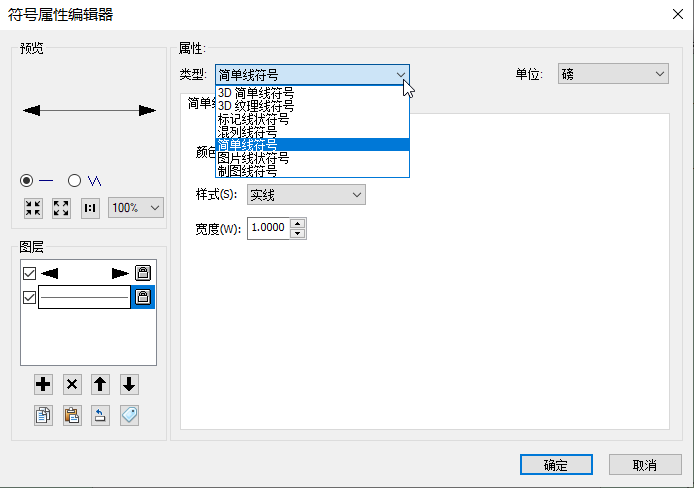 符号属性编辑器
预览
1:1
100%
图层
属性:
类型: 简单线符号
单位: 磅
3D 简单线符号
3D 纹理线符号
标记线状符号
混列线符号
简单线符号
图片线状符号
制图线符号
简单线
颜色
样式(S): 实线
宽度(W): 1.0000
确定
取消